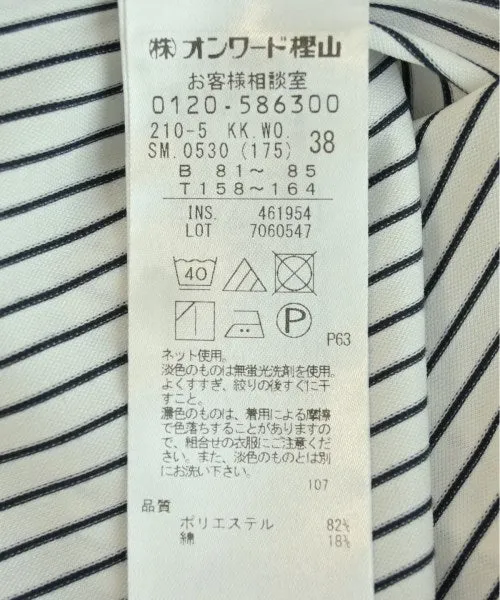 ㈱オンワード樫山
お客様相談室
0120-586300
210-5 KK.WO. 38
SM.0530 (175)
B 81～ 85
T 158～164
INS. 461954
LOT 7060547
40
P
P63
ネット使用。
淡色のものは無蛍光洗剤を使用。
よくすすぎ、絞りの後すぐに干
すこと。
濃色のものは、着用による摩擦
で色落ちすることがありますの
で、組合せの衣服にご注意くだ
さい。また、淡色のものとは別
にお洗い下さい。
107
品質
ポリエステル 82%
綿 18%